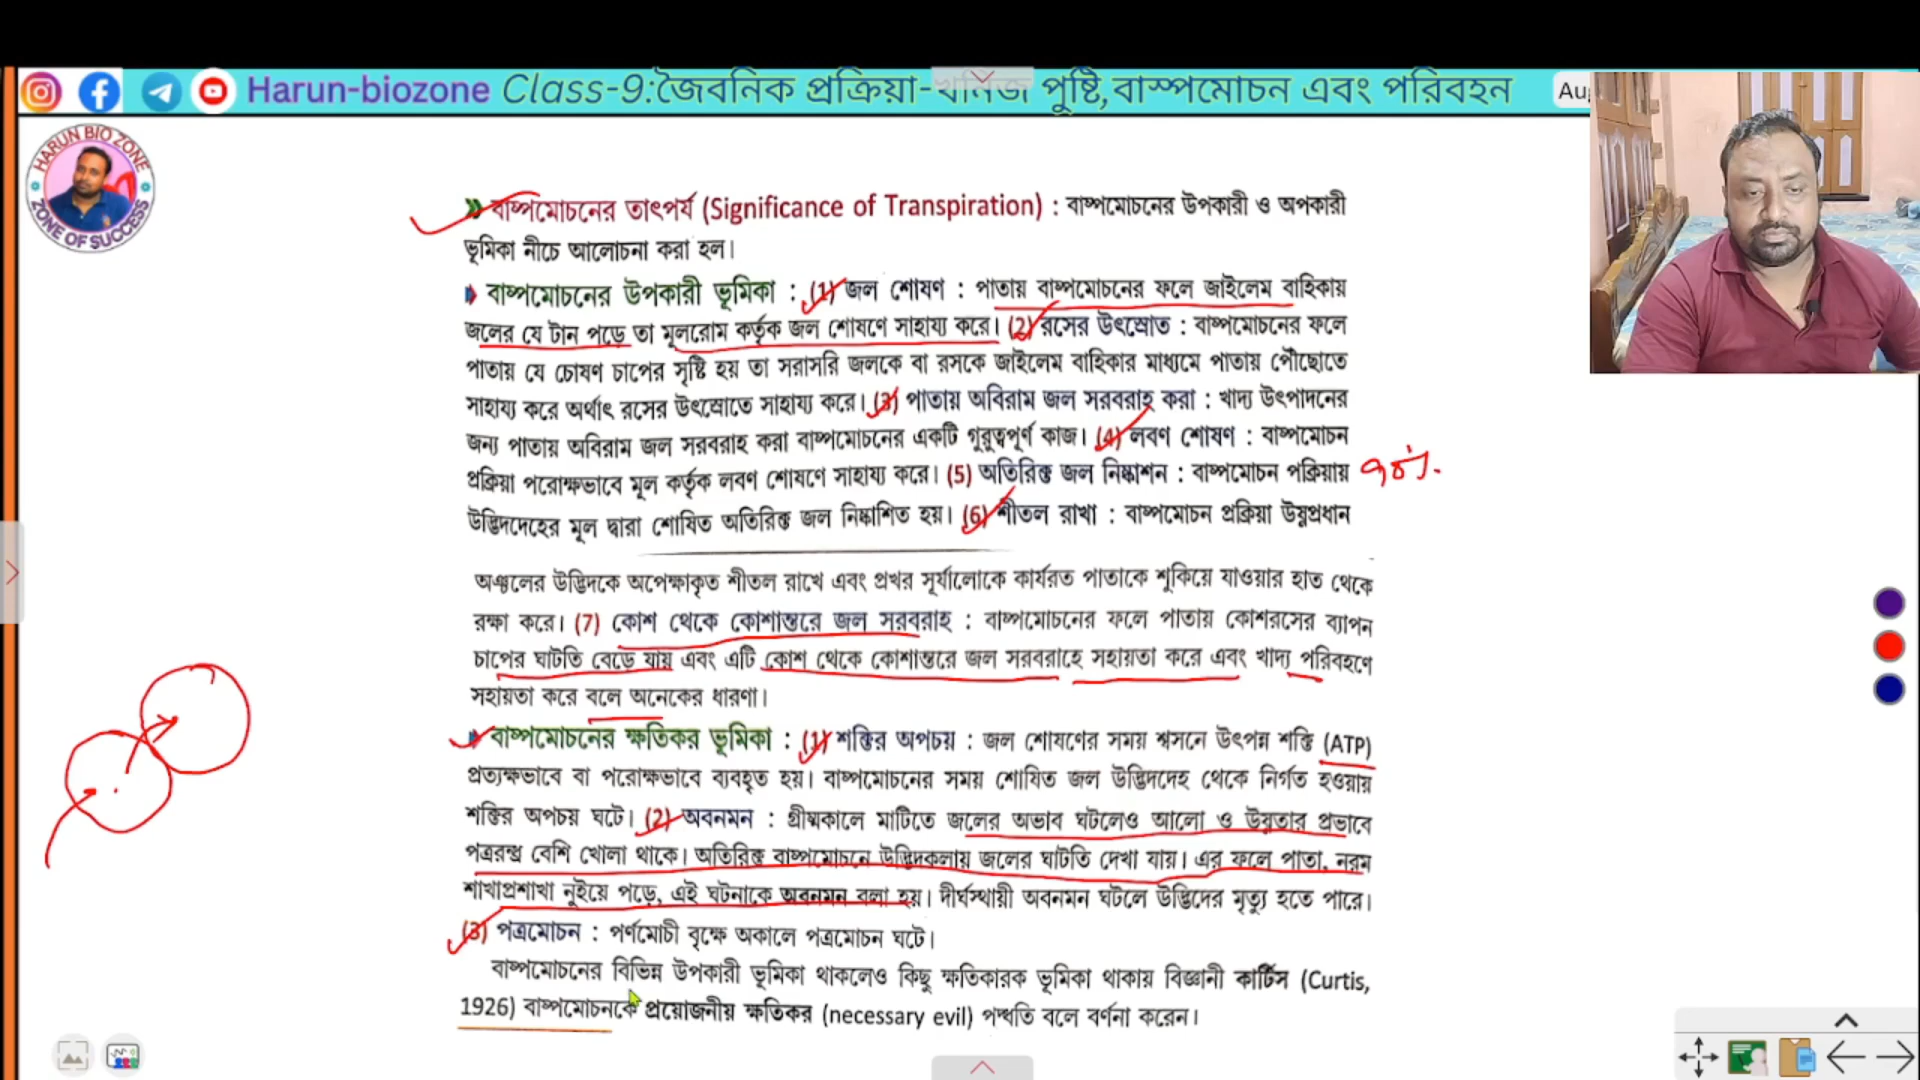 Harun-biozone Class-9:জৈবনিক প্রক্রিয়া-খনিজ পুষ্টি,বাস্পমোচন এবং পরিবহন
Aug
HARUN BIO ZONE
ZONE OF SUCCESS
বাষ্পমোচনের তাৎপর্য (Significance of Transpiration) : বাষ্পমোচনের উপকারী ও অপকারী
ভূমিকা নীচে আলোচনা করা হল।
বাষ্পমোচনের উপকারী ভূমিকা : (1) জল শোষণ : পাতায় বাষ্পমোচনের ফলে জাইলেম বাহিকায়
জলের যে টান পড়ে তা মূলরোম কর্তৃক জল শোষণে সাহায্য করে। (2) রসের উৎস্রোত : বাষ্পমোচনের ফলে
পাতায় যে চোষণ চাপের সৃষ্টি হয় তা সরাসরি জলকে বা রসকে জাইলেম বাহিকার মাধ্যমে পাতায় পৌঁছোতে
সাহায্য করে অর্থাৎ রসের উৎস্রোতে সাহায্য করে। (3) পাতায় অবিরাম জল সরবরাহ করা : খাদ্য উৎপাদনের
জন্য পাতায় অবিরাম জল সরবরাহ করা বাষ্পমোচনের একটি গুরুত্বপূর্ণ কাজ। (4) লবণ শোষণ : বাষ্পমোচন
প্রক্রিয়া পরোক্ষভাবে মূল কর্তৃক লবণ শোষণে সাহায্য করে। (5) অতিরিক্ত জল নিষ্কাশন : বাষ্পমোচন পক্রিয়ায় ৭০%
উদ্ভিদদেহের মূল দ্বারা শোষিত অতিরিক্ত জল নিষ্কাশিত হয়। (6) শীতল রাখা : বাষ্পমোচন প্রক্রিয়া উষ্ণপ্রধান
অঞ্চলের উদ্ভিদকে অপেক্ষাকৃত শীতল রাখে এবং প্রখর সূর্যালোকে কার্যরত পাতাকে শুকিয়ে যাওয়ার হাত থেকে
রক্ষা করে। (7) কোশ থেকে কোশান্তরে জল সরবরাহ : বাষ্পমোচনের ফলে পাতায় কোশরসের ব্যাপন
চাপের ঘাটতি বেড়ে যায় এবং এটি কোশ থেকে কোশান্তরে জল সরবরাহে সহায়তা করে এবং খাদ্য পরিবহণে
সহায়তা করে বলে অনেকের ধারণা।
বাষ্পমোচনের ক্ষতিকর ভূমিকা : (1) শক্তির অপচয় : জল শোষণের সময় শ্বসনে উৎপন্ন শক্তি (ATP)
প্রত্যক্ষভাবে বা পরোক্ষভাবে ব্যবহৃত হয়। বাষ্পমোচনের সময় শোষিত জল উদ্ভিদদেহ থেকে নির্গত হওয়ায়
শক্তির অপচয় ঘটে। (2) অবনমন : গ্রীষ্মকালে মাটিতে জলের অভাব ঘটলেও আলো ও উষ্ণতার প্রভাবে
পত্ররন্ধ্র বেশি খোলা থাকে। অতিরিক্ত বাষ্পমোচনে উদ্ভিদকলায় জলের ঘাটতি দেখা যায়। এর ফলে পাতা, নরম
শাখাপ্রশাখা নুইয়ে পড়ে, এই ঘটনাকে অবনমন বলা হয়। দীর্ঘস্থায়ী অবনমন ঘটলে উদ্ভিদের মৃত্যু হতে পারে।
(3) পত্রমোচন : পর্ণমোচী বৃক্ষে অকালে পত্রমোচন ঘটে।
বাষ্পমোচনের বিভিন্ন উপকারী ভূমিকা থাকলেও কিছু ক্ষতিকারক ভূমিকা থাকায় বিজ্ঞানী কার্টিস (Curtis,
1926) বাষ্পমোচনকে প্রয়োজনীয় ক্ষতিকর (necessary evil) পদ্ধতি বলে বর্ণনা করেন।